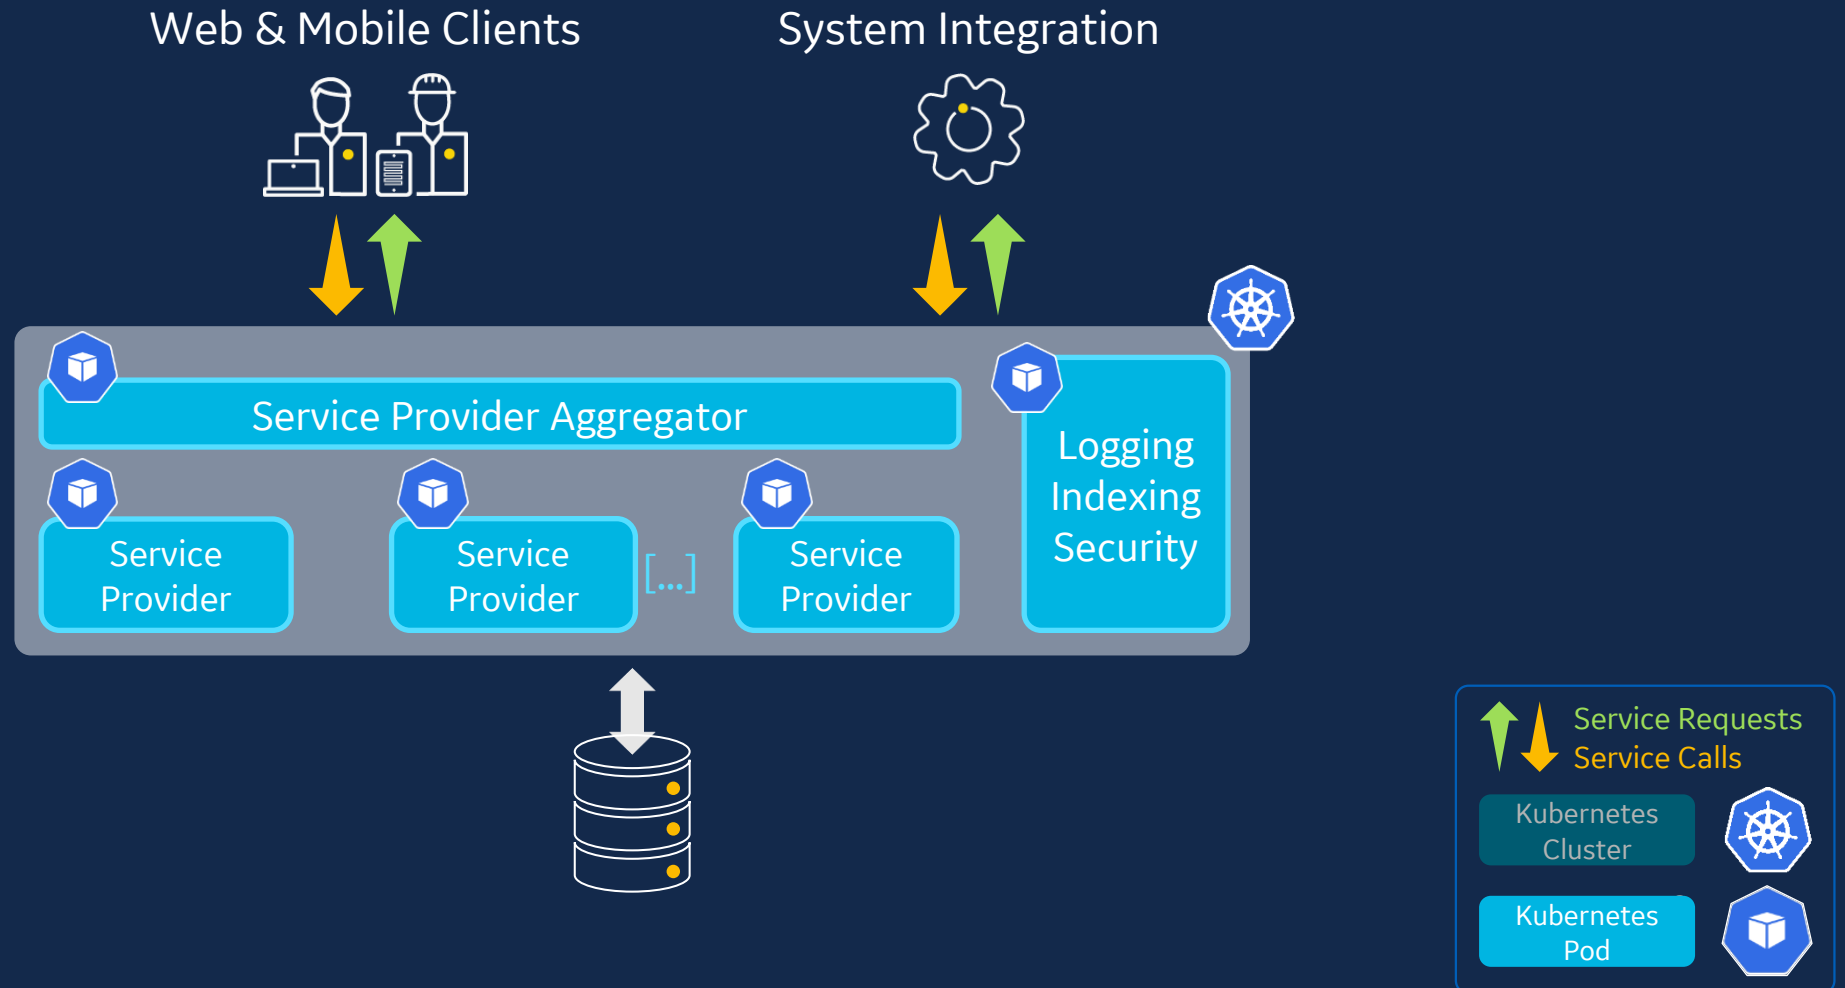 Web & Mobile Clients
System Integration
Service Provider Aggregator
Logging
Indexing
Security
Service
Provider
Service
Provider
[...]
Service
Provider
Service Requests
Service Calls
Kubernetes
Cluster
Kubernetes
Pod